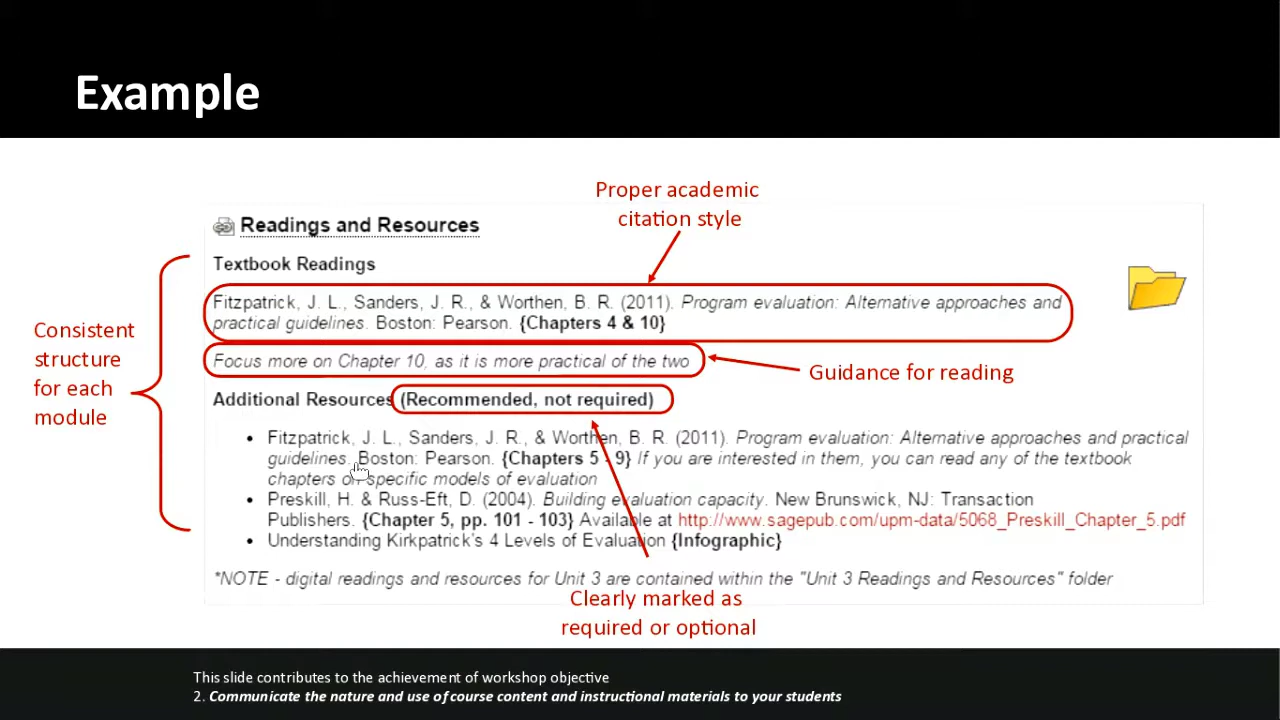 Example
Proper academic
citation style
Readings and Resources
Textbook Readings
Fitzpatrick, J. L., Sanders, J. R., & Worthen, B. R. (2011). Program evaluation: Alternative approaches and
practical guidelines. Boston: Pearson. {Chapters 4 & 10}
Focus more on Chapter 10, as it is more practical of the two
Guidance for reading
Consistent
structure
for each
module
Additional Resources (Recommended, not required)
• Fitzpatrick, J. L., Sanders, J. R., & Worthen, B. R. (2011). Program evaluation: Alternative approaches and practical
guidelines. Boston: Pearson. {Chapters 5 - 9} If you are interested in them, you can read any of the textbook
chapters on specific models of evaluation
• Preskill, H. & Russ-Eft, D. (2004). Building evaluation capacity. New Brunswick, NJ: Transaction
Publishers. {Chapter 5, pp. 101 - 103} Available at http://www.sagepub.com/upm-data/5068_Preskill_Chapter_5.pdf
• Understanding Kirkpatrick's 4 Levels of Evaluation {Infographic}
*NOTE - digital readings and resources for Unit 3 are contained within the "Unit 3 Readings and Resources" folder
Clearly marked as
required or optional
This slide contributes to the achievement of workshop objective
2. Communicate the nature and use of course content and instructional materials to your students